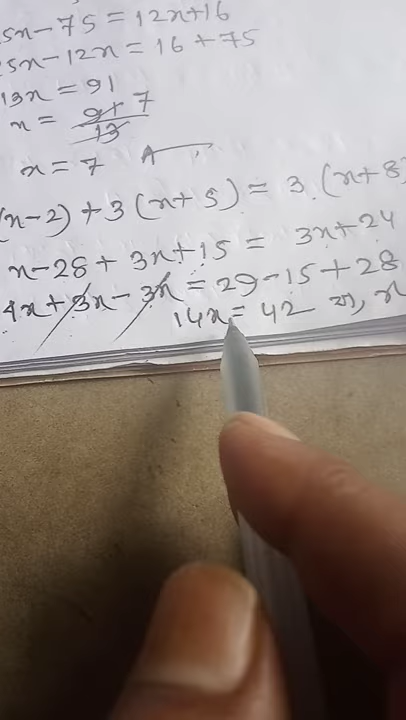 5x-75=12x+16
5x-12x=16+75
13x=91
x= 91 7
13
x=7
(x-2)+3(x+5)=3(x+8)
x-28+3x+15=3x+24
4x+3x-3x=29-15+28
14x=42 বা, x